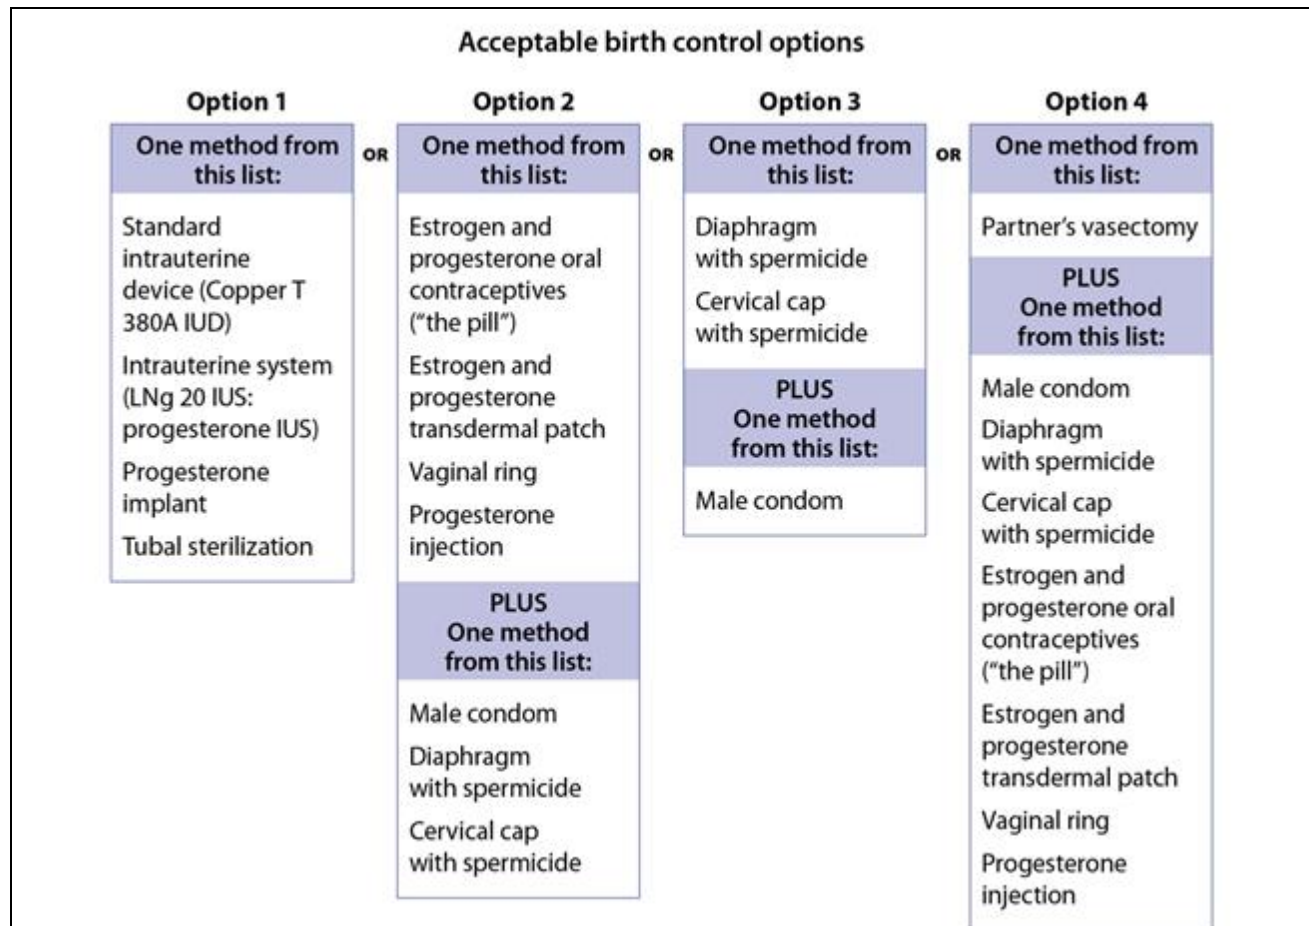 Acceptable birth control options
Option 1
One method from
this list:
Standard
intrauterine
device (Copper T
380A IUD)
Intrauterine system
(LNg 20 IUS:
progesterone IUS)
Progesterone
implant
Tubal sterilization
OR
Option 2
One method from
this list:
Estrogen and
progesterone oral
contraceptives
(“the pill”)
Estrogen and
progesterone
transdermal patch
Vaginal ring
Progesterone
injection
PLUS
One method
from this list:
Male condom
Diaphragm
with spermicide
Cervical cap
with spermicide
OR
Option 3
One method from
this list:
Diaphragm
with spermicide
Cervical cap
with spermicide
PLUS
One method
from this list:
Male condom
OR
Option 4
One method from
this list:
Partner’s vasectomy
PLUS
One method
from this list:
Male condom
Diaphragm
with spermicide
Cervical cap
with spermicide
Estrogen and
progesterone oral
contraceptives
(“the pill”)
Estrogen and
progesterone
transdermal patch
Vaginal ring
Progesterone
injection